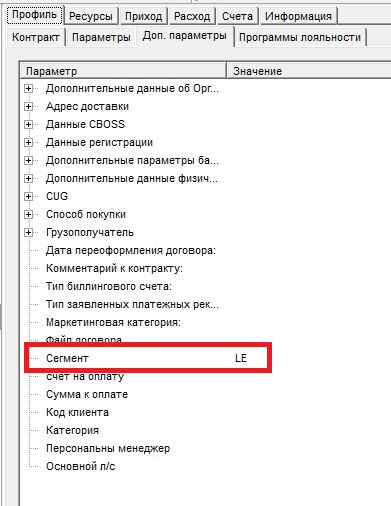 Профиль Ресурсы Приход Расход Счета Информация
Контракт Параметры Доп. параметры Программы лояльности
Параметр Значение
Дополнительные данные об Орг...
Адрес доставки
Данные CBOSS
Данные регистрации
Дополнительные параметры ба...
Дополнительные данные физич...
CUG
Способ покупки
Грузополучатель
Дата переоформления договора:
Комментарий к контракту:
Тип биллингового счета:
Тип заявленных платежных рек...
Маркетинговая категория:
Файл договора
Сегмент LE
счет на оплату
Сумма к оплате
Код клиента
Категория
Персональны менеджер
Основной л/с